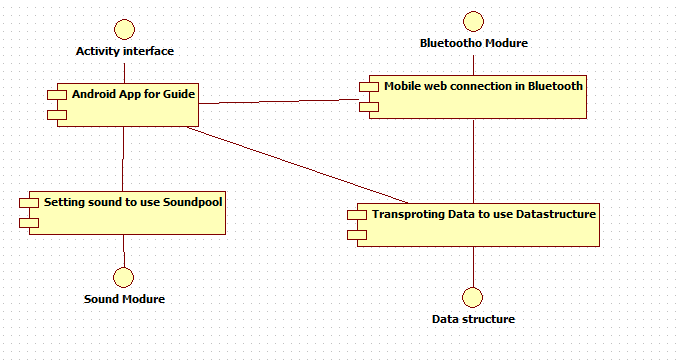 Bluetootho Modure
Activity interface
Mobile web connection in Bluetooth
Android App for Guide
Setting sound to use Soundpool
Transproting Data to use Datastructure
Sound Modure
Data structure